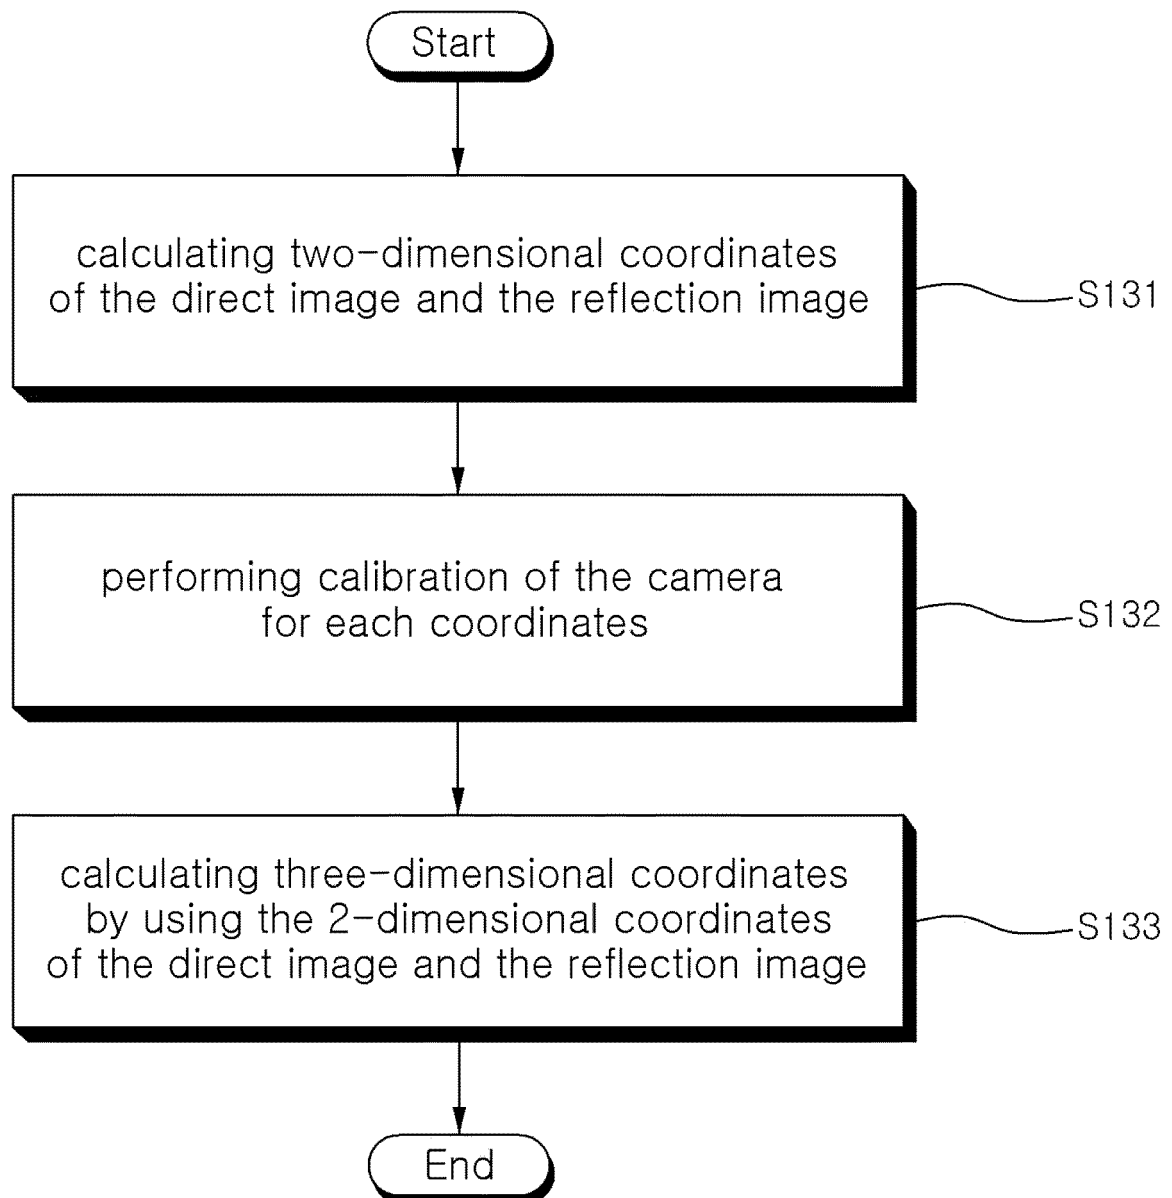 Start
calculating two-dimensional coordinates
of the direct image and the reflection image
S131
performing calibration of the camera
for each coordinates
S132
calculating three-dimensional coordinates
by using the 2-dimensional coordinates
of the direct image and the reflection image
S133
End